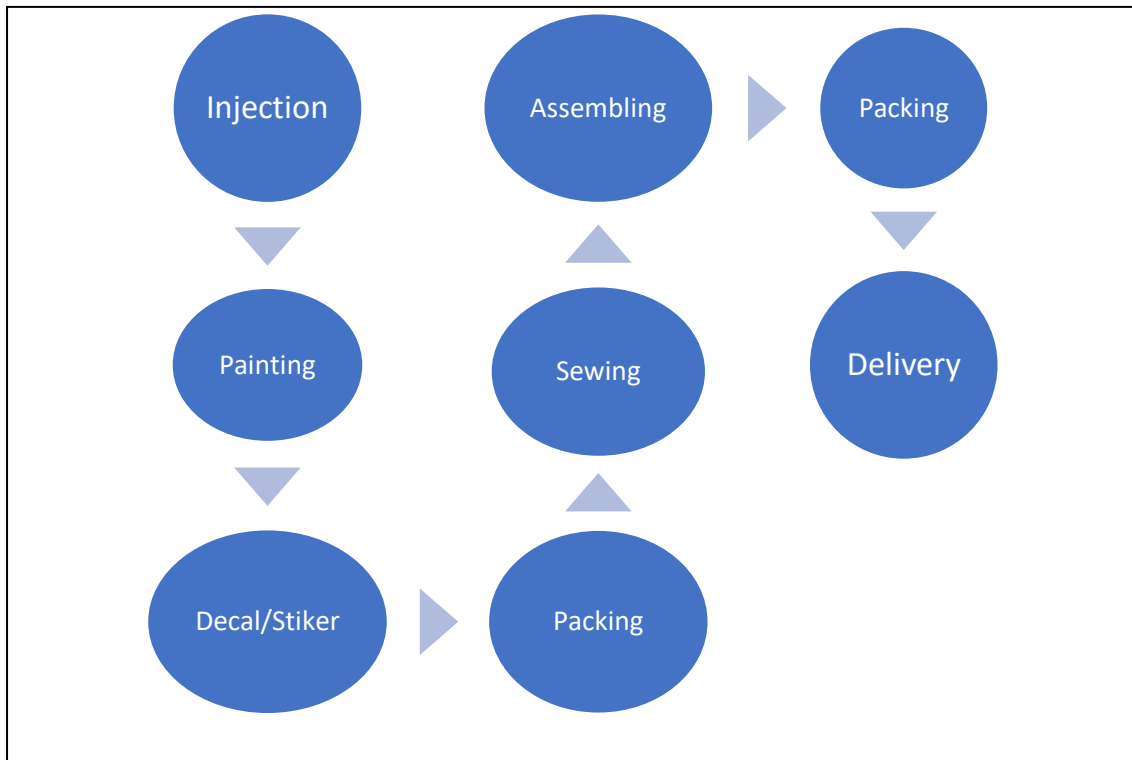 Injection
Painting
Decal/Stiker
Packing
Sewing
Assembling
Packing
Delivery